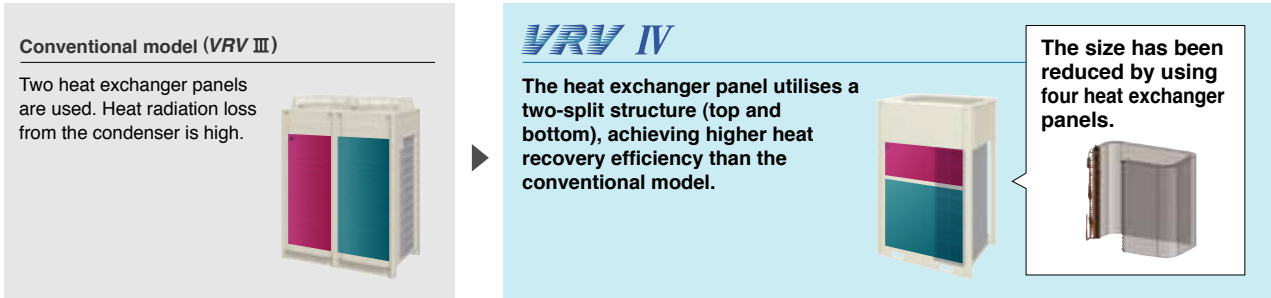 Conventional model (VRV Ⅲ)
Two heat exchanger panels
are used. Heat radiation loss
from the condenser is high.
VRV IV
The heat exchanger panel utilises a
two-split structure (top and
bottom), achieving higher heat
recovery efficiency than the
conventional model.
The size has been
reduced by using
four heat exchanger
panels.